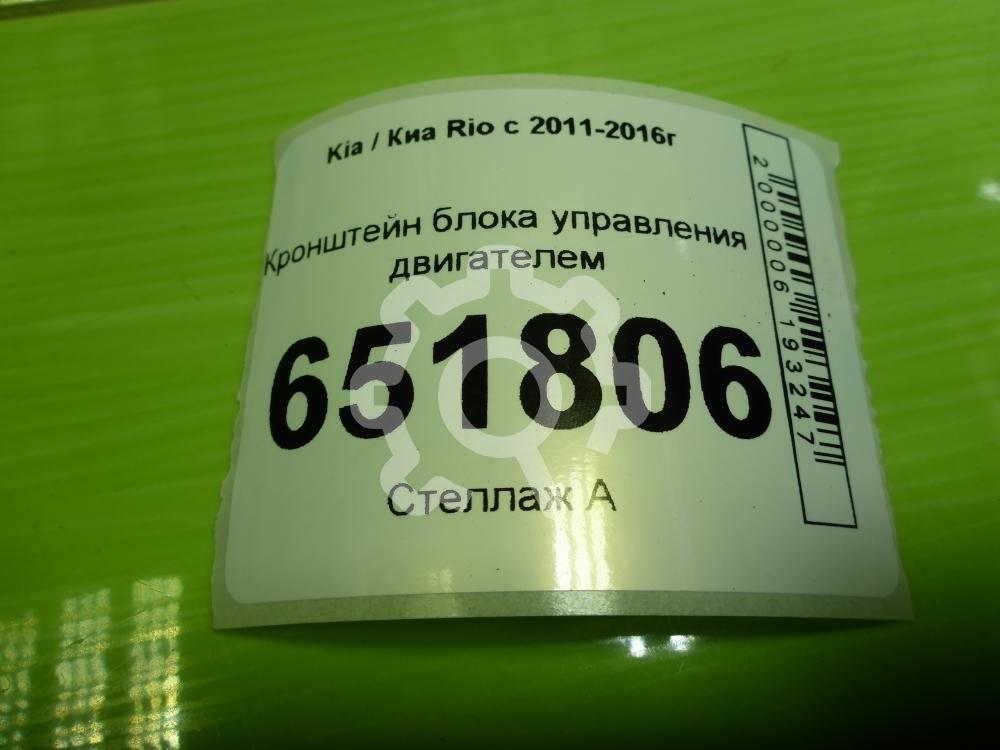 Kia / Киа Rio с 2011-2016г
Кронштейн блока управления
двигателем
651806
Стеллаж А
2000006193247